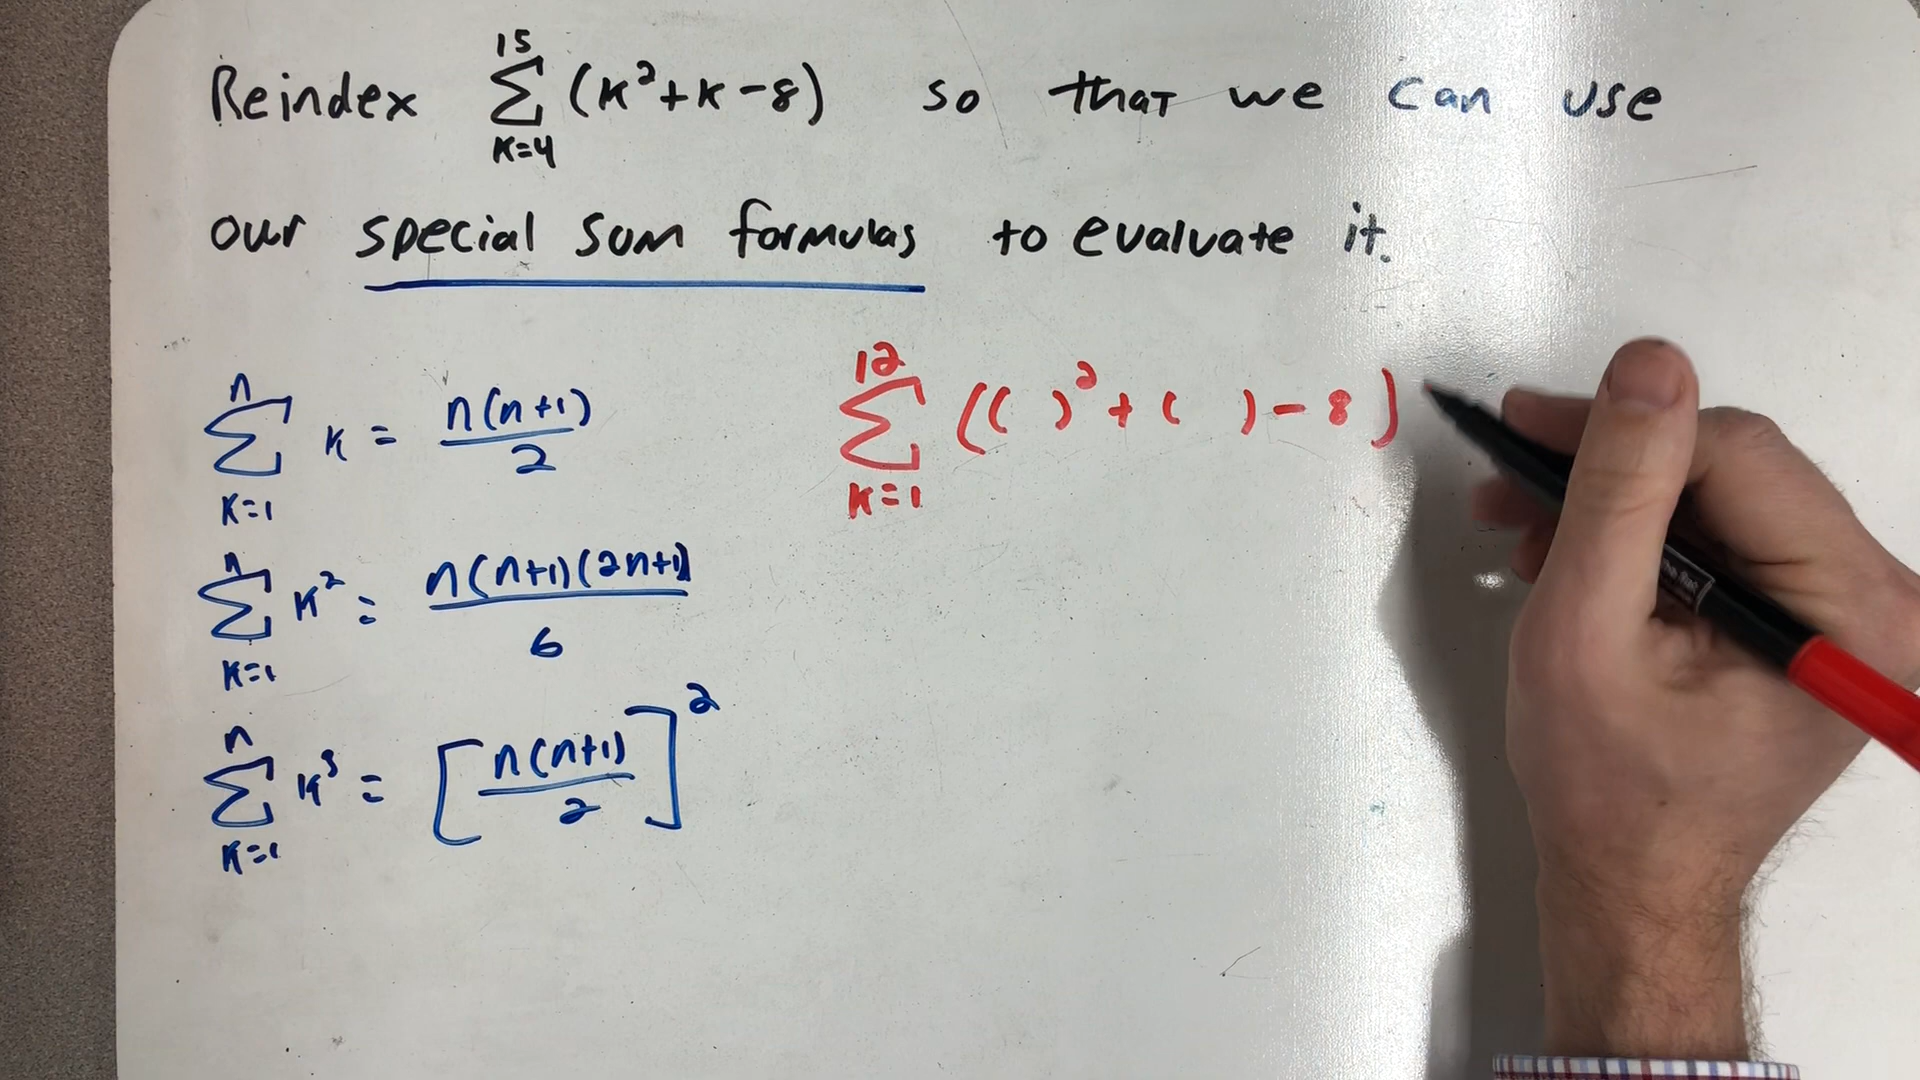 Reindex 15 Σ K=4 (K²+K-8) so that we can use
our special sum formulas to evaluate it.
n Σ K=1 K = n(n+1) / 2
n Σ K=1 K² = n(n+1)(2n+1) / 6
n Σ K=1 K³ = [n(n+1) / 2]²
12 Σ K=1 (( )² + ( ) - 8)